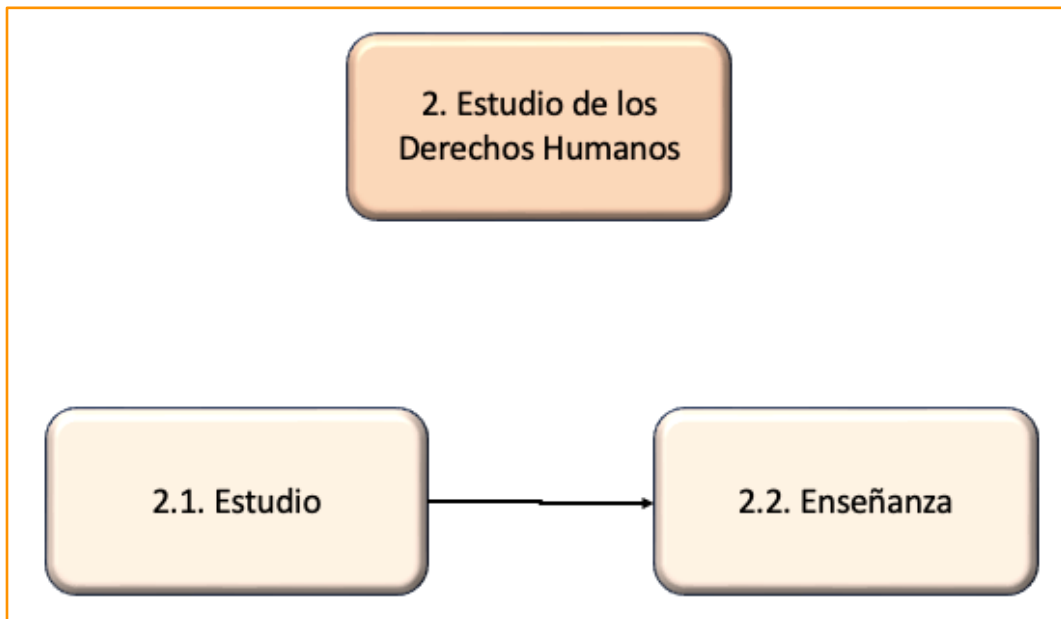 2. Estudio de los
Derechos Humanos
2.1. Estudio
2.2. Enseñanza